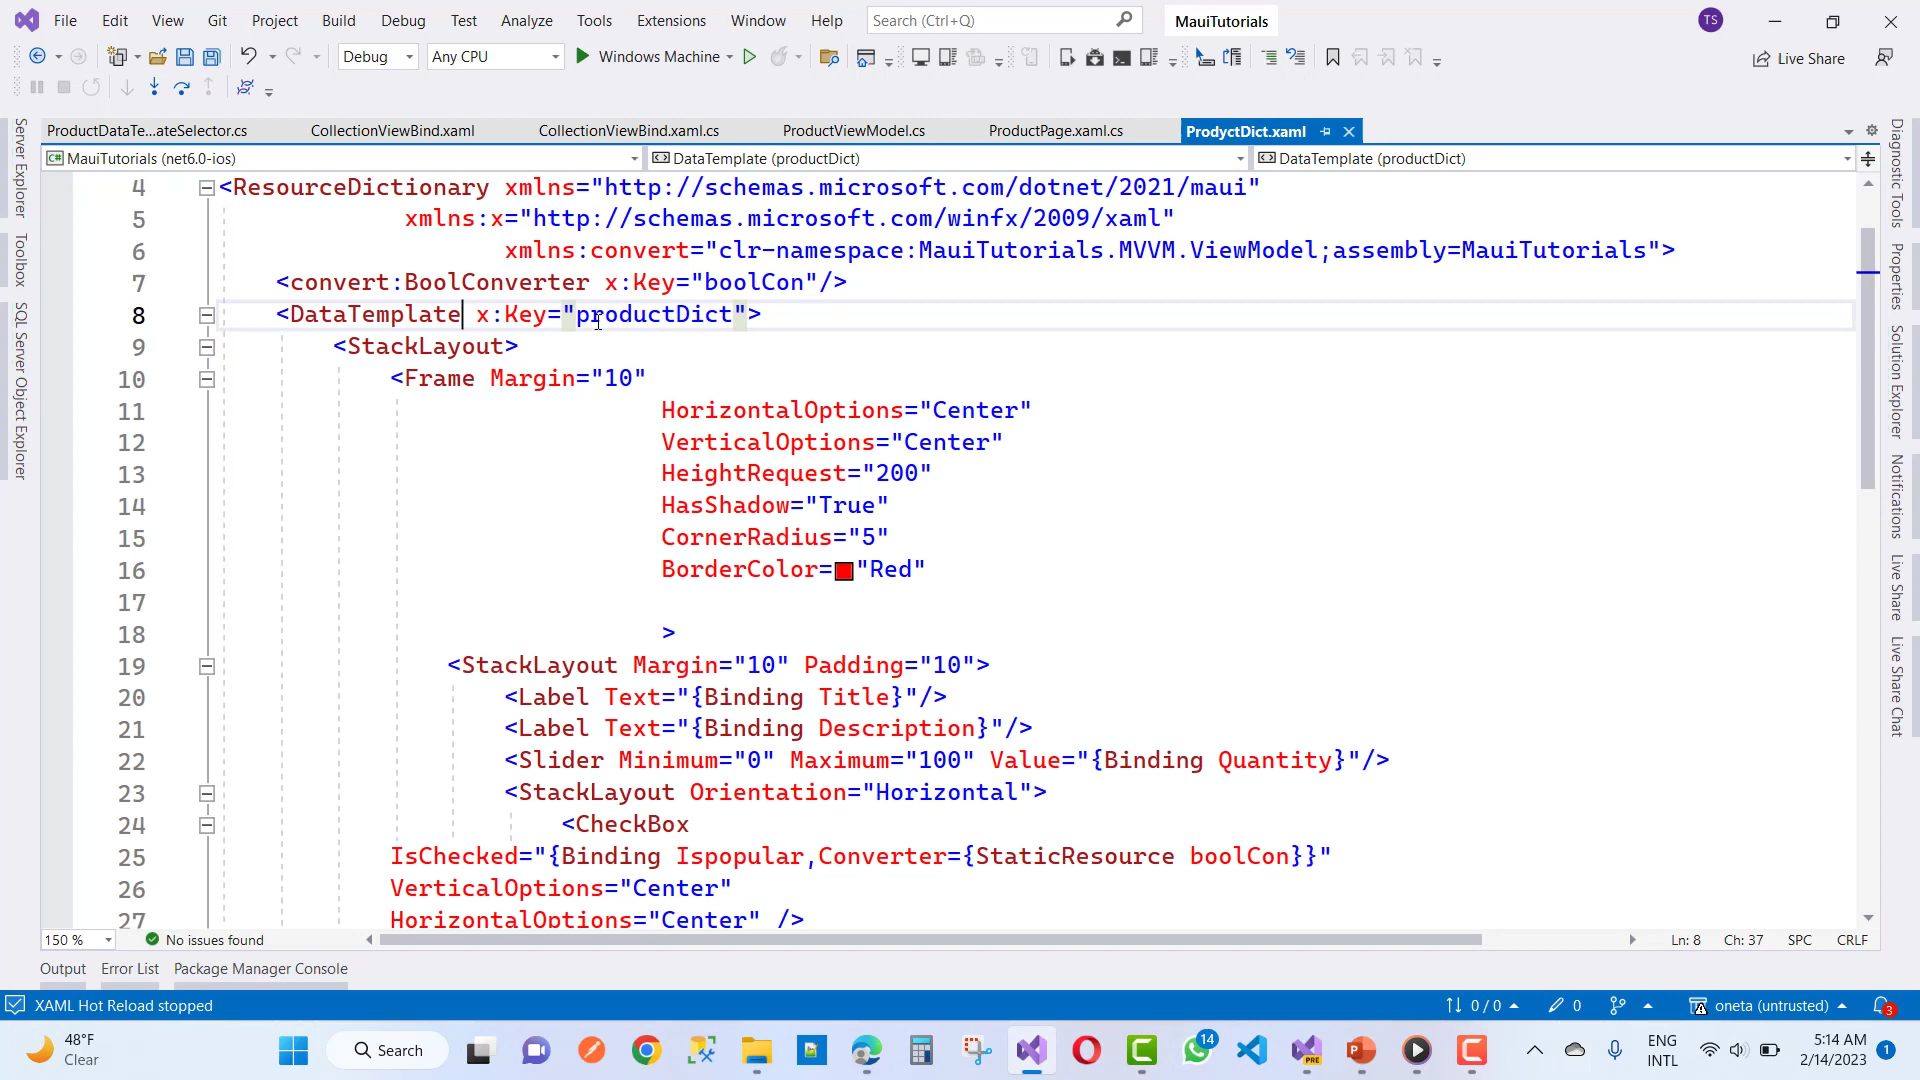 File Edit View Git Project Build Debug Test Analyze Tools Extensions Window Help Search (Ctrl+Q) MauiTutorials TS
Debug Any CPU Windows Machine Live Share
ProductDataTe...ateSelector.cs CollectionViewBind.xaml CollectionViewBind.xaml.cs ProductViewModel.cs ProductPage.xaml.cs ProdyctDict.xaml
MauiTutorials (net6.0-ios) DataTemplate (productDict) DataTemplate (productDict)
4 <ResourceDictionary xmlns="http://schemas.microsoft.com/dotnet/2021/maui"
5 xmlns:x="http://schemas.microsoft.com/winfx/2009/xaml"
6 xmlns:convert="clr-namespace:MauiTutorials.MVVM.ViewModel;assembly=MauiTutorials">
7 <convert:BoolConverter x:Key="boolCon"/>
8 <DataTemplate x:Key="productDict">
9 <StackLayout>
10 <Frame Margin="10"
11 HorizontalOptions="Center"
12 VerticalOptions="Center"
13 HeightRequest="200"
14 HasShadow="True"
15 CornerRadius="5"
16 BorderColor="Red"
17
18 >
19 <StackLayout Margin="10" Padding="10">
20 <Label Text="{Binding Title}"/>
21 <Label Text="{Binding Description}"/>
22 <Slider Minimum="0" Maximum="100" Value="{Binding Quantity}"/>
23 <StackLayout Orientation="Horizontal">
24 <CheckBox
25 IsChecked="{Binding Ispopular,Converter={StaticResource boolCon}}"
26 VerticalOptions="Center"
27 HorizontalOptions="Center" />
Server Explorer
Toolbox
SQL Server Object Explorer
Diagnostic Tools
Properties
Solution Explorer
Notifications
Live Share
Live Share Chat
150 % No issues found Ln: 8 Ch: 37 SPC CRLF
Output Error List Package Manager Console
XAML Hot Reload stopped 0 / 0 0 oneta (untrusted) 3
48°F
Clear
Search
14
PRE
ENG
INTL
5:14 AM
2/14/2023
1